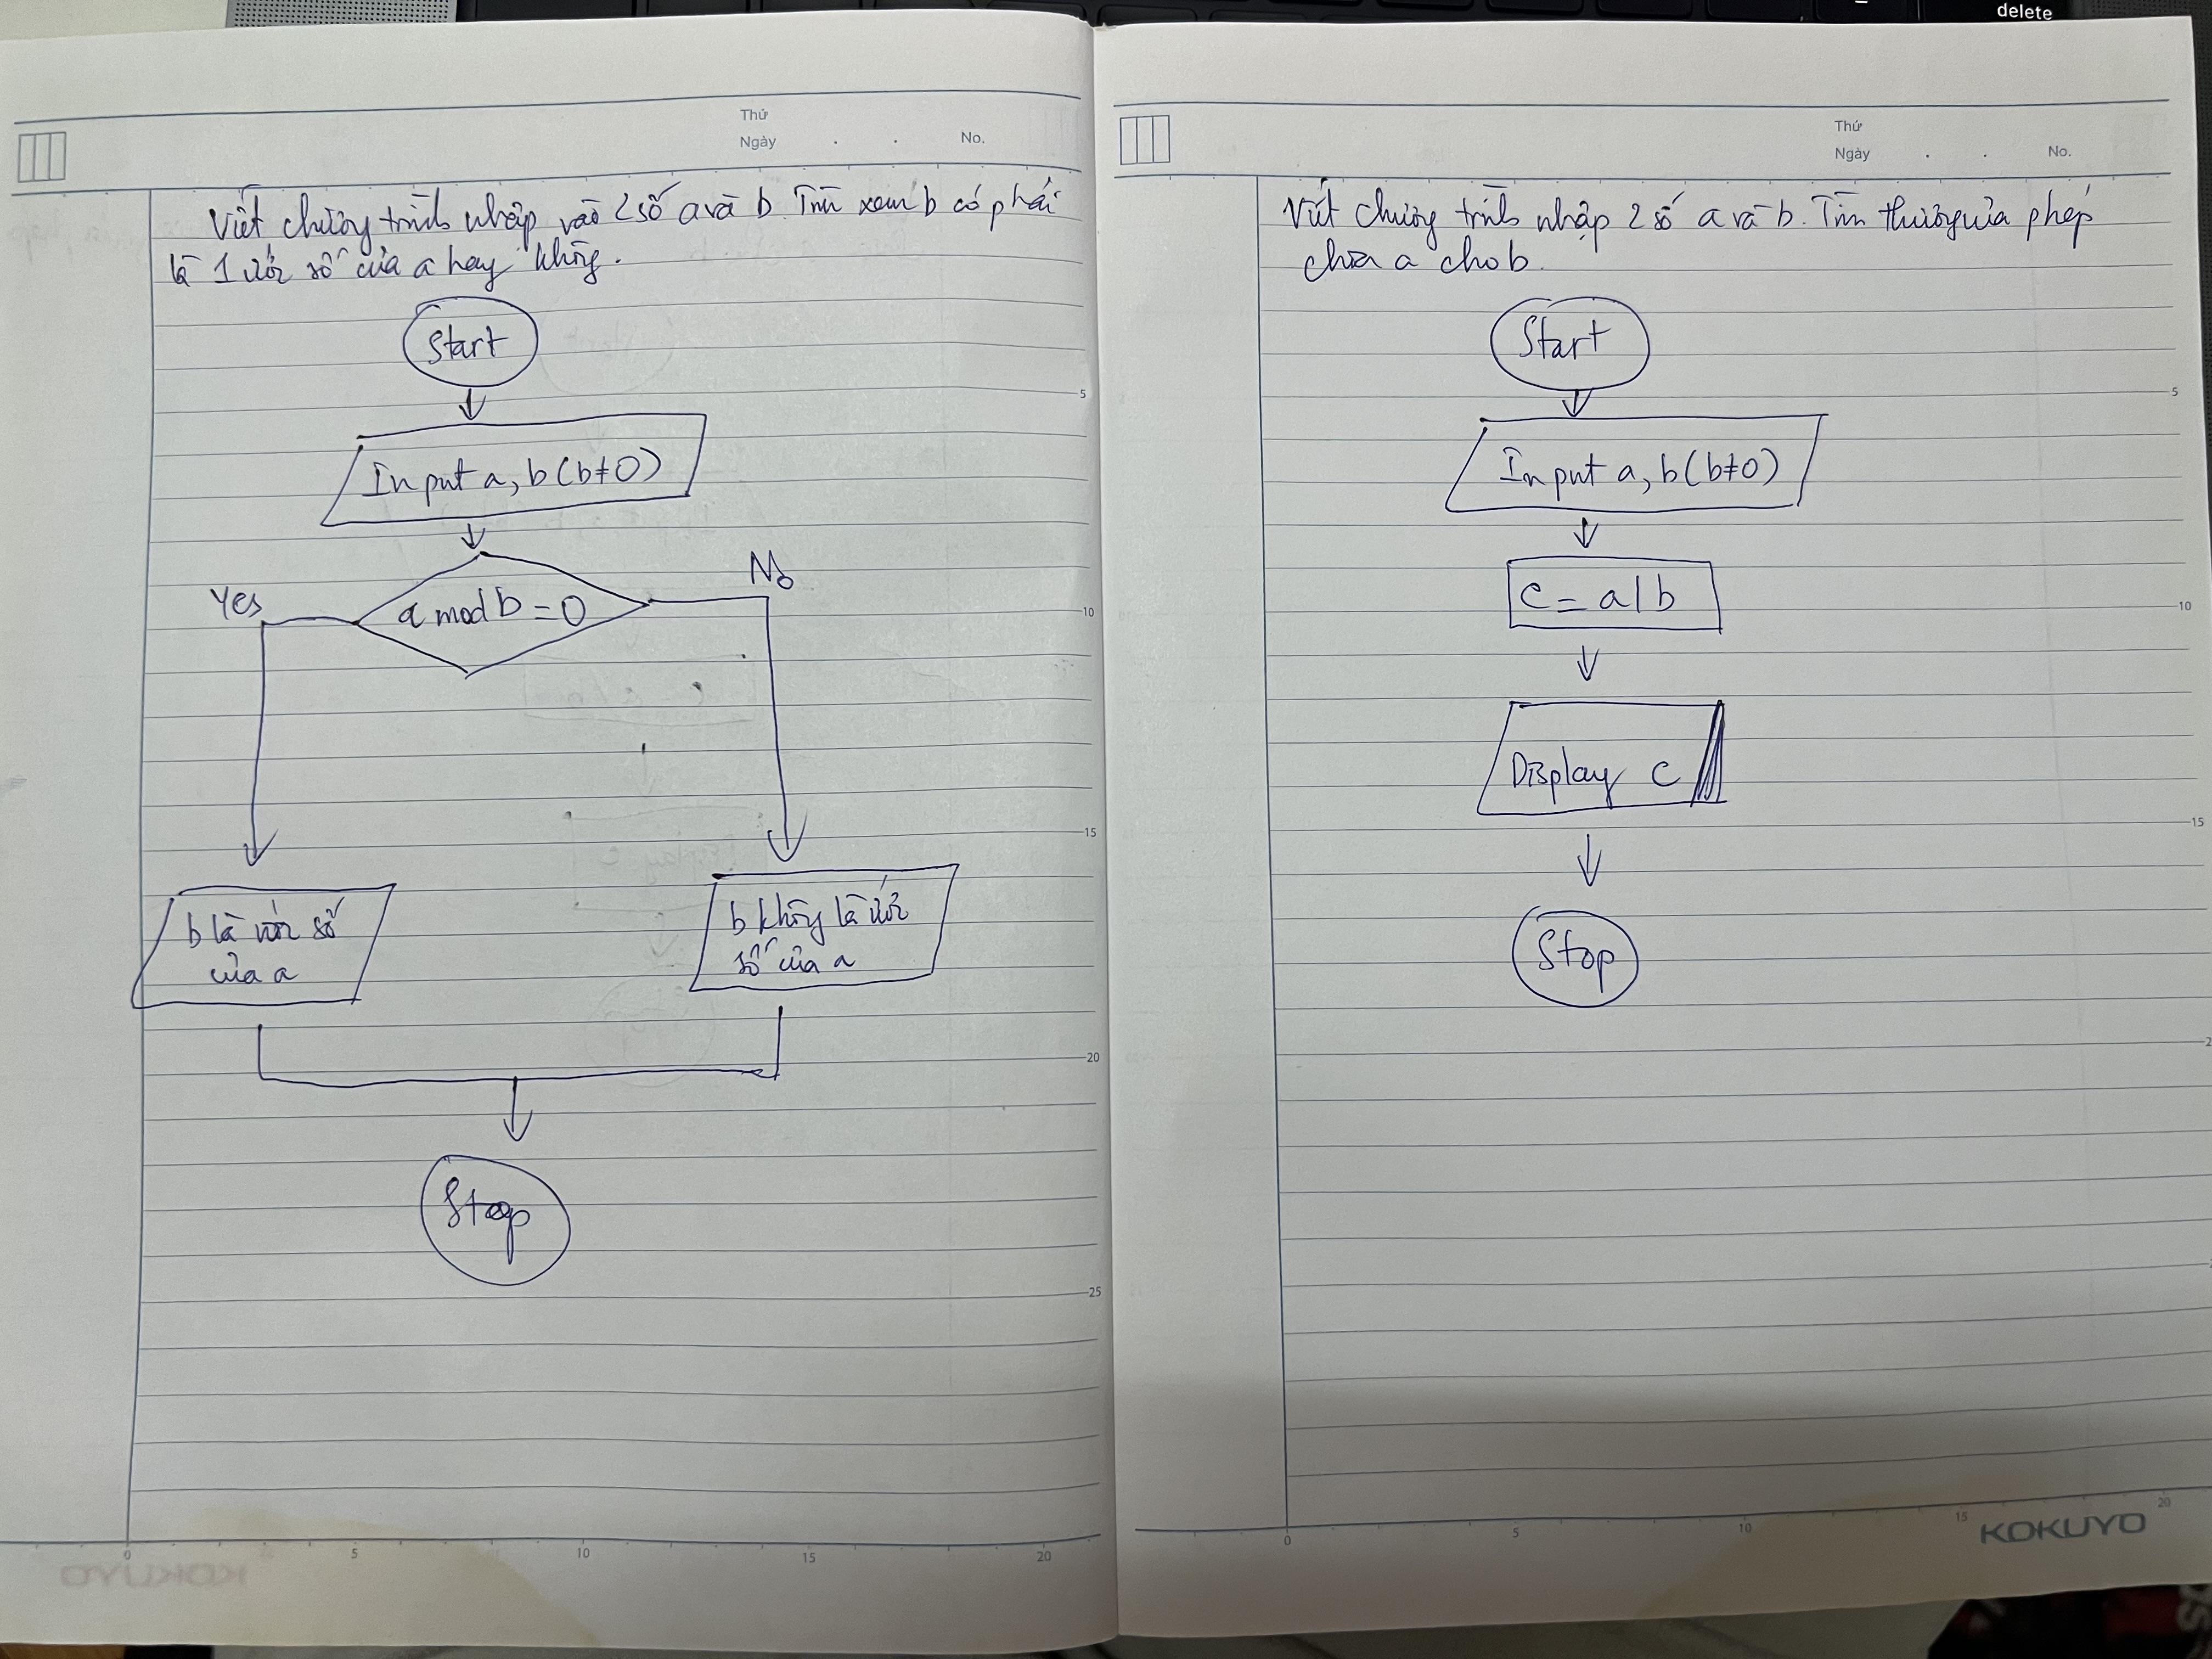 delete
Thứ
Ngày . . No.
Viết chương trình nhập vào 2 số a và b. Tìm xem b có phải
là 1 ước số của a hay không.
Start
Input a, b (b≠0)
Yes
a mod b = 0
No
b là ước số
của a
b không là ước
số của a
Stop
5
10
15
20
25
0 5 10 15 20
Thứ
Ngày . . No.
Viết chương trình nhập 2 số a và b. Tìm thương của phép
chia a cho b.
Start
Input a, b (b≠0)
c = a/b
Display c
Stop
5
10
15
0 5 10 15 20
KOKUYO